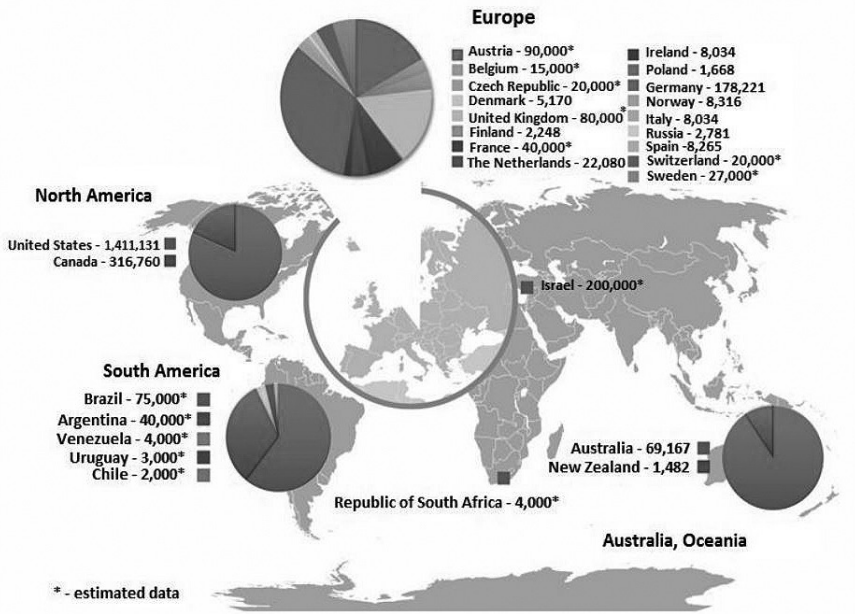 Europe
Austria - 90,000*
Belgium - 15,000*
Czech Republic - 20,000*
Denmark - 5,170
United Kingdom - 80,000*
Finland - 2,248
France - 40,000*
The Netherlands - 22,080
Ireland - 8,034
Poland - 1,668
Germany - 178,221
Norway - 8,316
Italy - 8,034
Russia - 2,781
Spain -8,265
Switzerland - 20,000*
Sweden - 27,000*
North America
United States - 1,411,131
Canada - 316,760
Israel - 200,000*
South America
Brazil - 75,000*
Argentina - 40,000*
Venezuela - 4,000*
Uruguay - 3,000*
Chile - 2,000*
Australia - 69,167
New Zealand - 1,482
Republic of South Africa - 4,000*
Australia, Oceania
* - estimated data